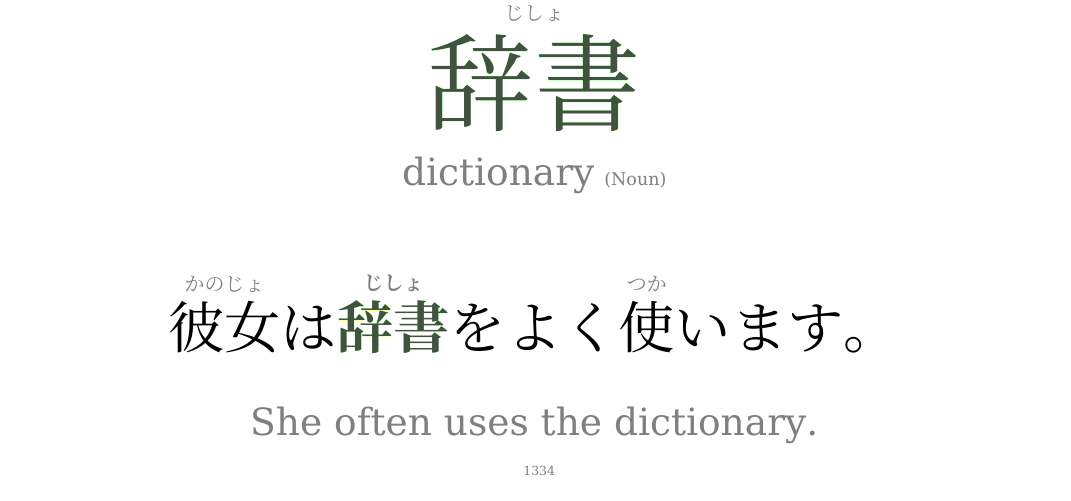 じしょ
辞書
dictionary (Noun)
かのじょ じしょ つか
彼女は辞書をよく使います。
She often uses the dictionary.
1334